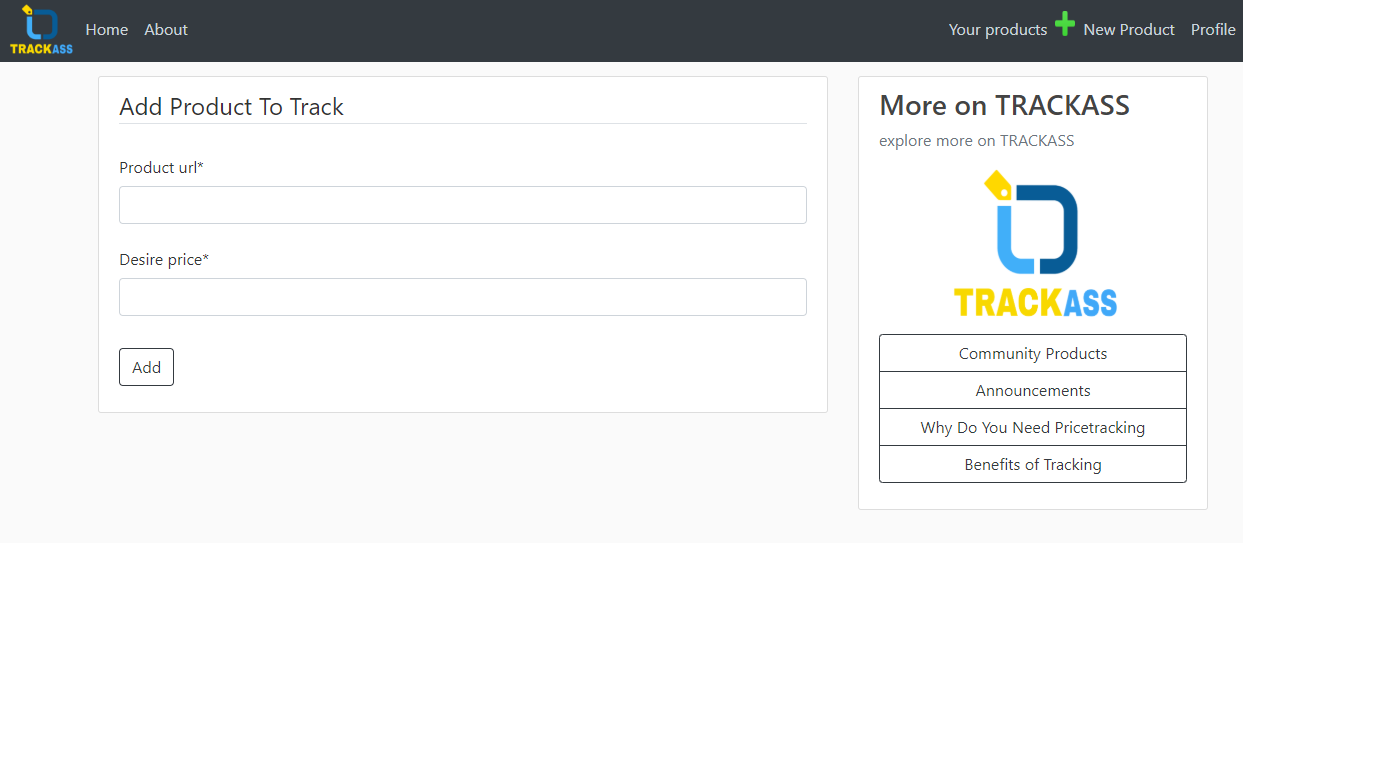 TRACKASS
Home About
Your products New Product Profile
Add Product To Track
Product url*
Desire price*
Add
More on TRACKASS
explore more on TRACKASS
TRACKASS
Community Products
Announcements
Why Do You Need Pricetracking
Benefits of Tracking